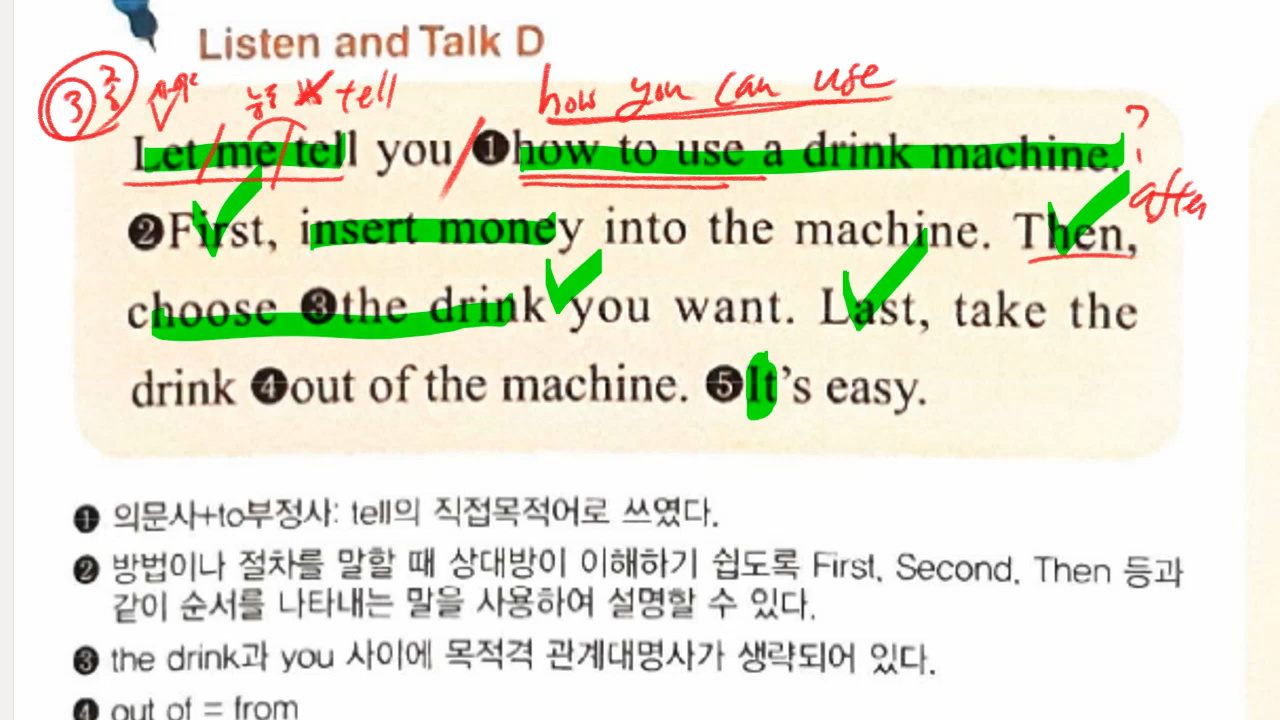 Listen and Talk D
how you can use
③ tell
Let me tell you ❶how to use a drink machine. ?
after
❷First, insert money into the machine. Then,
choose ❸the drink you want. Last, take the
drink ❹out of the machine. ❺It's easy.
❶ 의문사+to부정사: tell의 직접목적어로 쓰였다.
❷ 방법이나 절차를 말할 때 상대방이 이해하기 쉽도록 First, Second, Then 등과
같이 순서를 나타내는 말을 사용하여 설명할 수 있다.
❸ the drink과 you 사이에 목적격 관계대명사가 생략되어 있다.
❹ out of = from